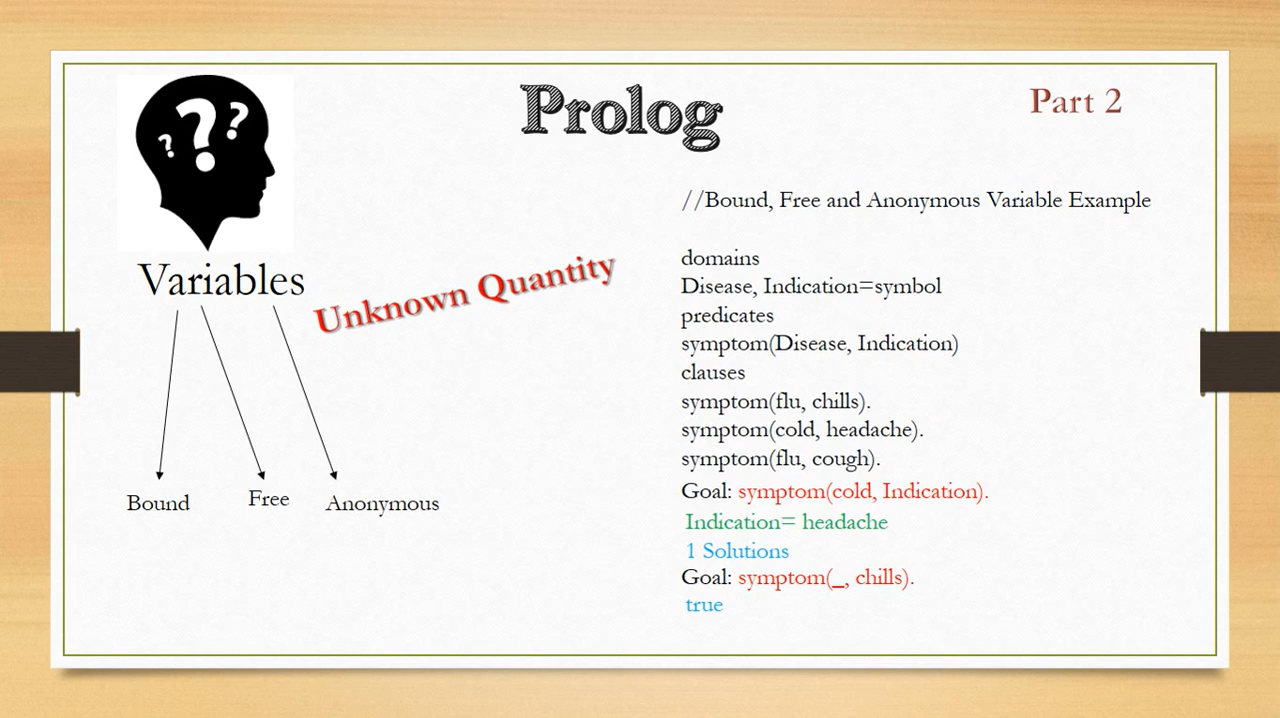 Prolog
Part 2
? ? ?
Variables
Unknown Quantity
Bound
Free
Anonymous
//Bound, Free and Anonymous Variable Example
domains
Disease, Indication=symbol
predicates
symptom(Disease, Indication)
clauses
symptom(flu, chills).
symptom(cold, headache).
symptom(flu, cough).
Goal: symptom(cold, Indication).
Indication= headache
1 Solutions
Goal: symptom(_, chills).
true